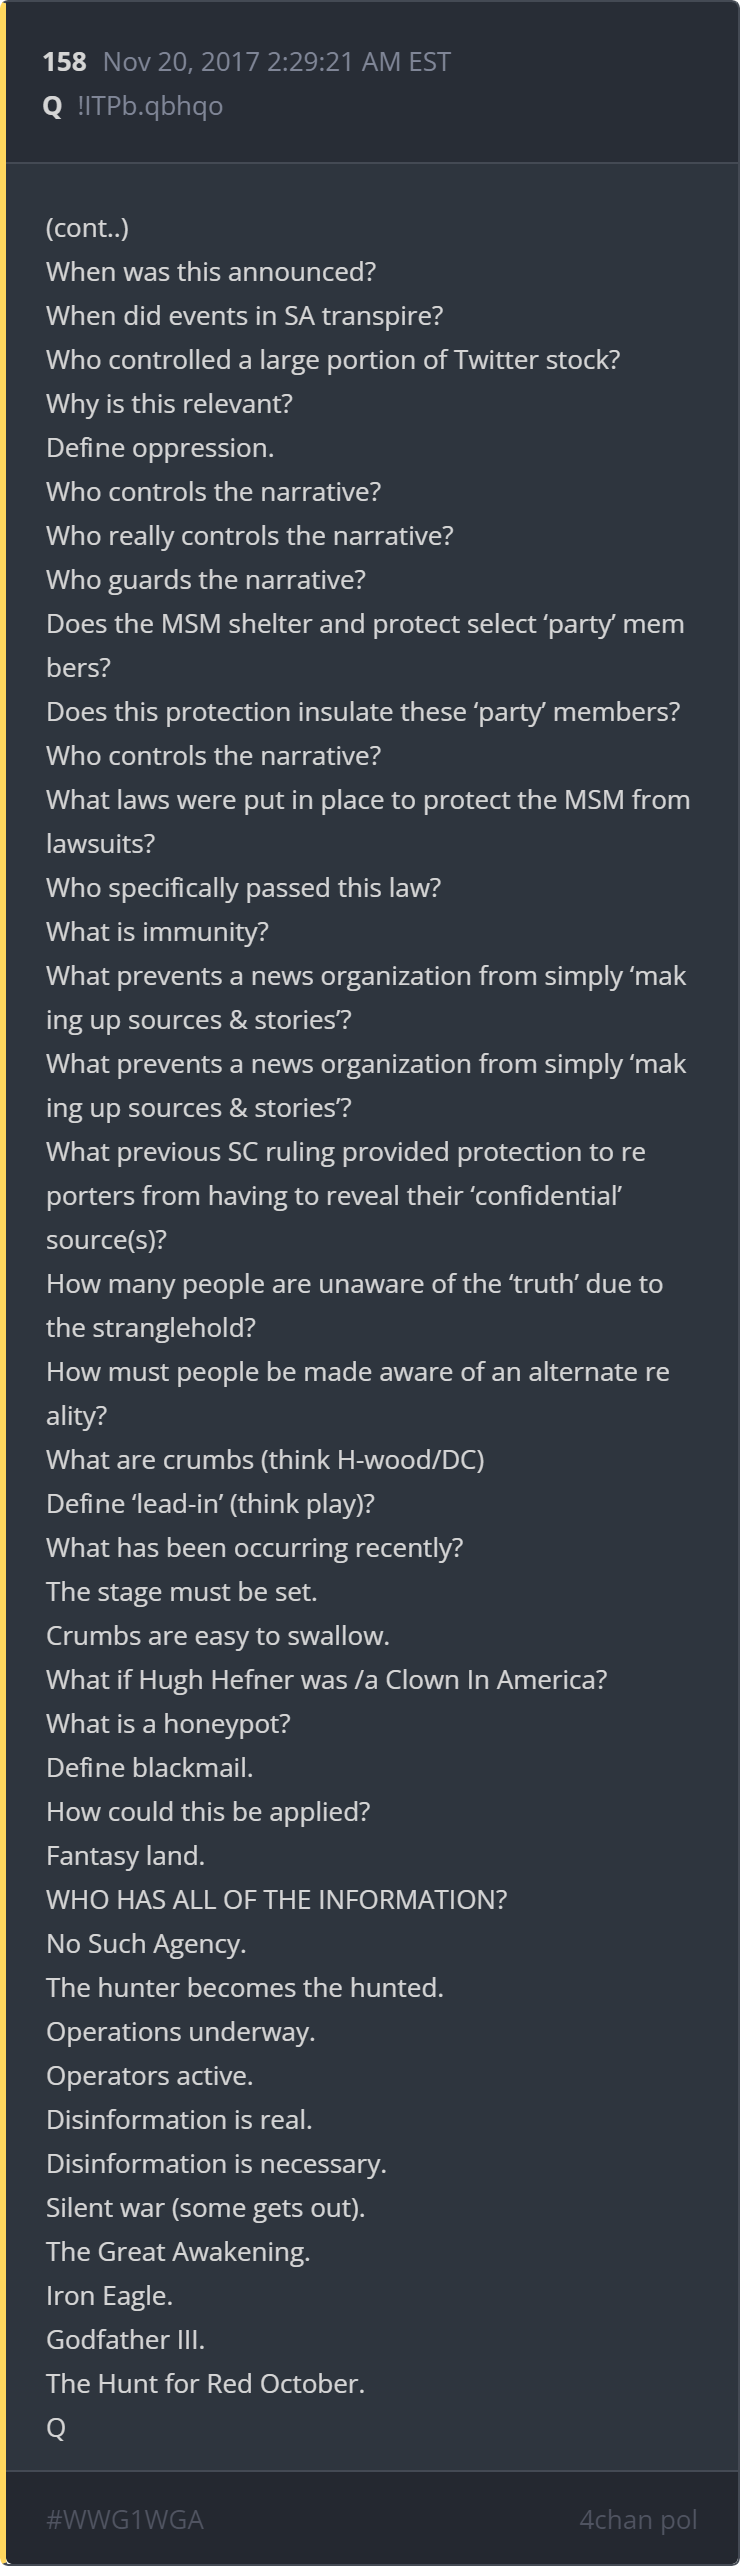 158 Nov 20, 2017 2:29:21 AM EST
Q !ITPb.qbhqo
(cont..)
When was this announced?
When did events in SA transpire?
Who controlled a large portion of Twitter stock?
Why is this relevant?
Define oppression.
Who controls the narrative?
Who really controls the narrative?
Who guards the narrative?
Does the MSM shelter and protect select ‘party’ mem
bers?
Does this protection insulate these ‘party’ members?
Who controls the narrative?
What laws were put in place to protect the MSM from
lawsuits?
Who specifically passed this law?
What is immunity?
What prevents a news organization from simply ‘mak
ing up sources & stories’?
What prevents a news organization from simply ‘mak
ing up sources & stories’?
What previous SC ruling provided protection to re
porters from having to reveal their ‘confidential’
source(s)?
How many people are unaware of the ‘truth’ due to
the stranglehold?
How must people be made aware of an alternate re
ality?
What are crumbs (think H-wood/DC)
Define ‘lead-in’ (think play)?
What has been occurring recently?
The stage must be set.
Crumbs are easy to swallow.
What if Hugh Hefner was /a Clown In America?
What is a honeypot?
Define blackmail.
How could this be applied?
Fantasy land.
WHO HAS ALL OF THE INFORMATION?
No Such Agency.
The hunter becomes the hunted.
Operations underway.
Operators active.
Disinformation is real.
Disinformation is necessary.
Silent war (some gets out).
The Great Awakening.
Iron Eagle.
Godfather III.
The Hunt for Red October.
Q
#WWG1WGA 4chan pol